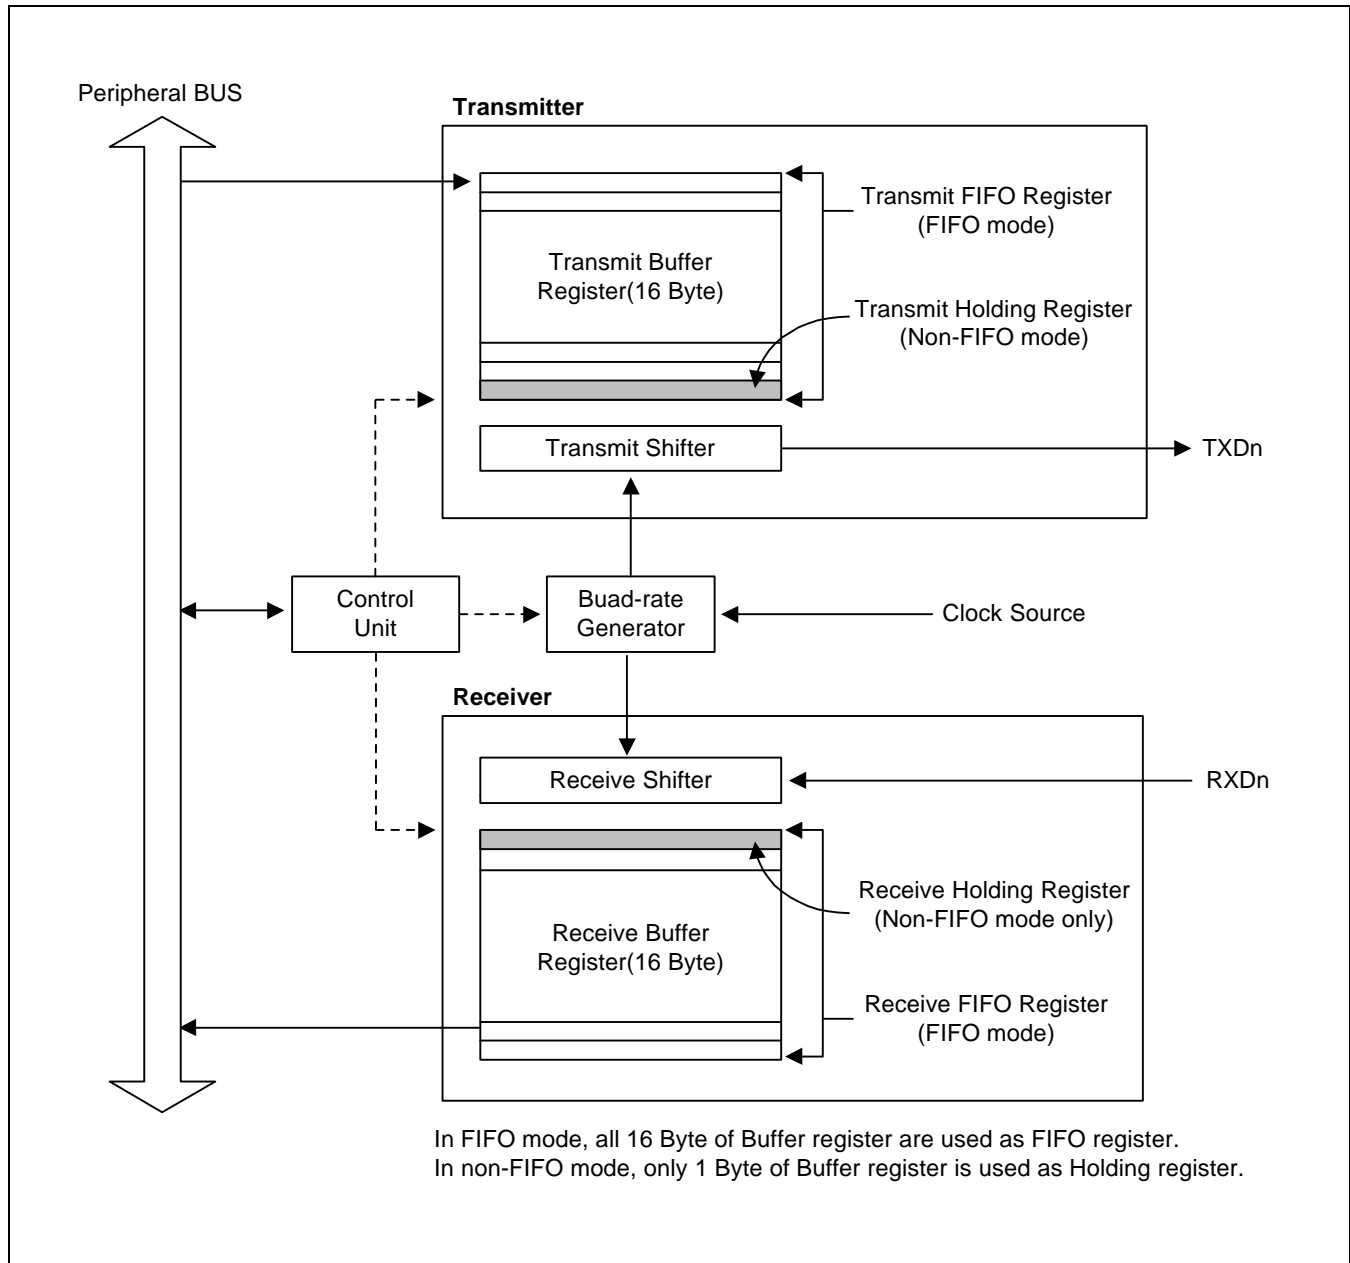 Peripheral BUS
Transmitter
Transmit FIFO Register
(FIFO mode)
Transmit Buffer
Register(16 Byte)
Transmit Holding Register
(Non-FIFO mode)
Transmit Shifter
TXDn
Control
Unit
Buad-rate
Generator
Clock Source
Receiver
Receive Shifter
RXDn
Receive Holding Register
(Non-FIFO mode only)
Receive Buffer
Register(16 Byte)
Receive FIFO Register
(FIFO mode)
In FIFO mode, all 16 Byte of Buffer register are used as FIFO register.
In non-FIFO mode, only 1 Byte of Buffer register is used as Holding register.